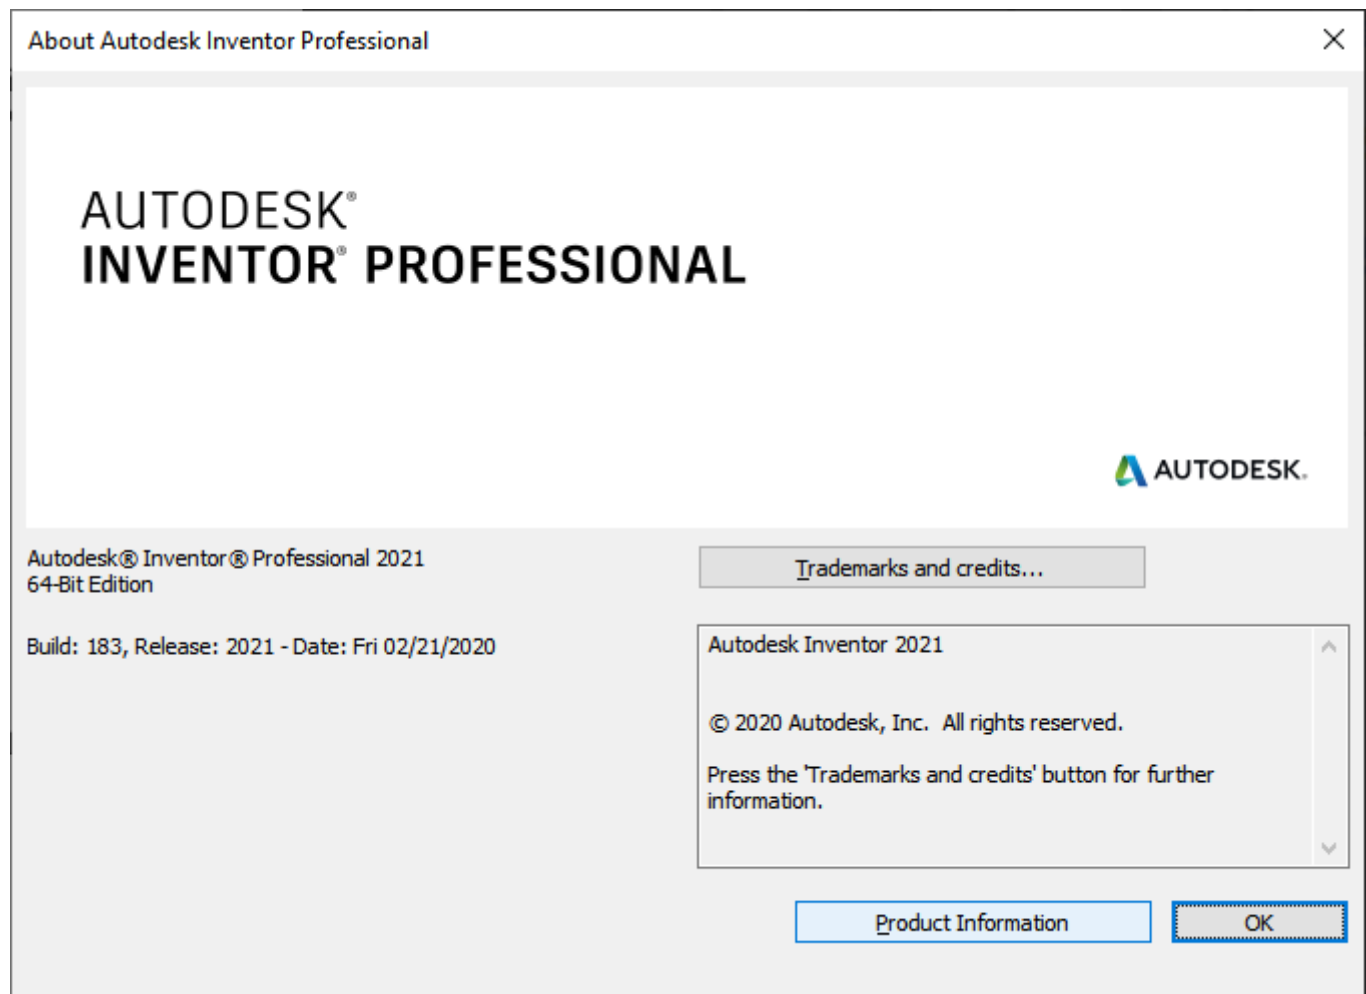 About Autodesk Inventor Professional
AUTODESK®
INVENTOR® PROFESSIONAL
AUTODESK.
Autodesk® Inventor® Professional 2021
64-Bit Edition
Trademarks and credits...
Build: 183, Release: 2021 - Date: Fri 02/21/2020
Autodesk Inventor 2021
© 2020 Autodesk, Inc.  All rights reserved.
Press the 'Trademarks and credits' button for further
information.
Product Information
OK